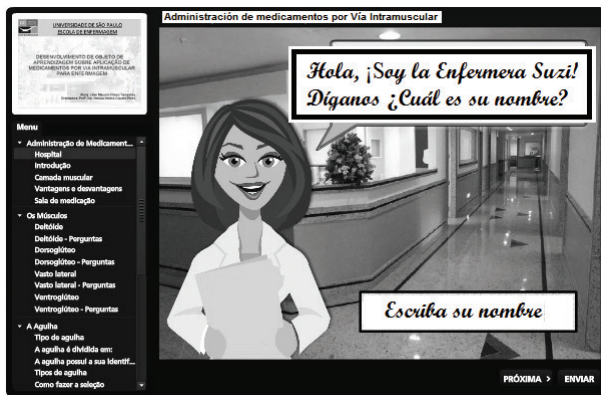 Administración de medicamentos por Vía Intramuscular
UNIVERSIDADE DE SÃO PAULO
ESCOLA DE ENFERMAGEM
DESENVOLVIMENTO DE OBJETO DE
APRENDIZAGEM SOBRE APLICAÇÃO DE
MEDICAMENTOS POR VIA INTRAMUSCULAR
PARA ENFERMAGEM
Hola, ¡Soy la Enfermera Suzi!
Díganos ¿Cuál es su nombre?
Menu
Administração de Medicament...
Hospital
Introdução
Camada muscular
Vantagens e desvantagens
Sala de medicação
Os Músculos
Deltóide
Deltóide - Perguntas
Dorsoglúteo
Dorsoglúteo - Perguntas
Vasto lateral
Vasto lateral - Perguntas
Ventroglúteo
Ventroglúteo - Perguntas
A Agulha
Tipo de agulha
A agulha é dividida em:
A agulha possui a sua identif...
Tipos de agulha
Como fazer a seleção
Escriba su nombre
PRÓXIMA >
ENVIAR